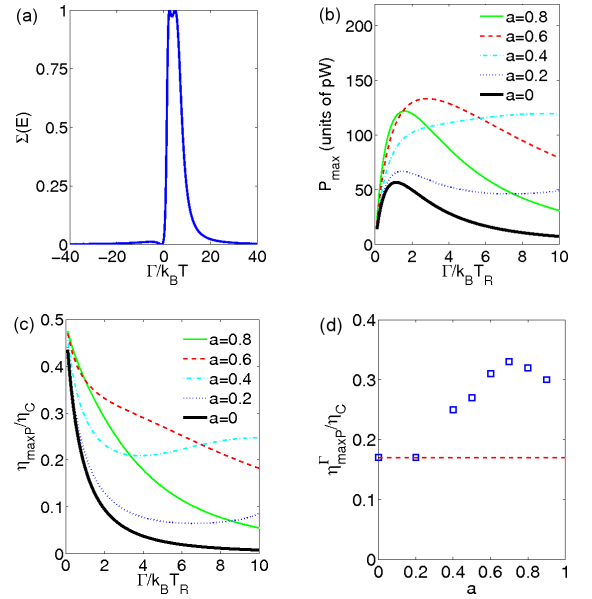 (a)
1
0.75
0.5
0.25
0
Σ(E)
−40 −20 0 20 40
Γ/k_BT
(b)
200
150
100
50
0
P_max (units of pW)
a=0.8
a=0.6
a=0.4
a=0.2
a=0
0 2 4 6 8 10
Γ/k_BT_R
(c)
0.5
0.4
0.3
0.2
0.1
0
η_maxP/η_C
a=0.8
a=0.6
a=0.4
a=0.2
a=0
0 2 4 6 8 10
Γ/k_BT_R
(d)
0.4
0.3
0.2
0.1
0
η^Γ_maxP/η_C
0 0.2 0.4 0.6 0.8 1
a